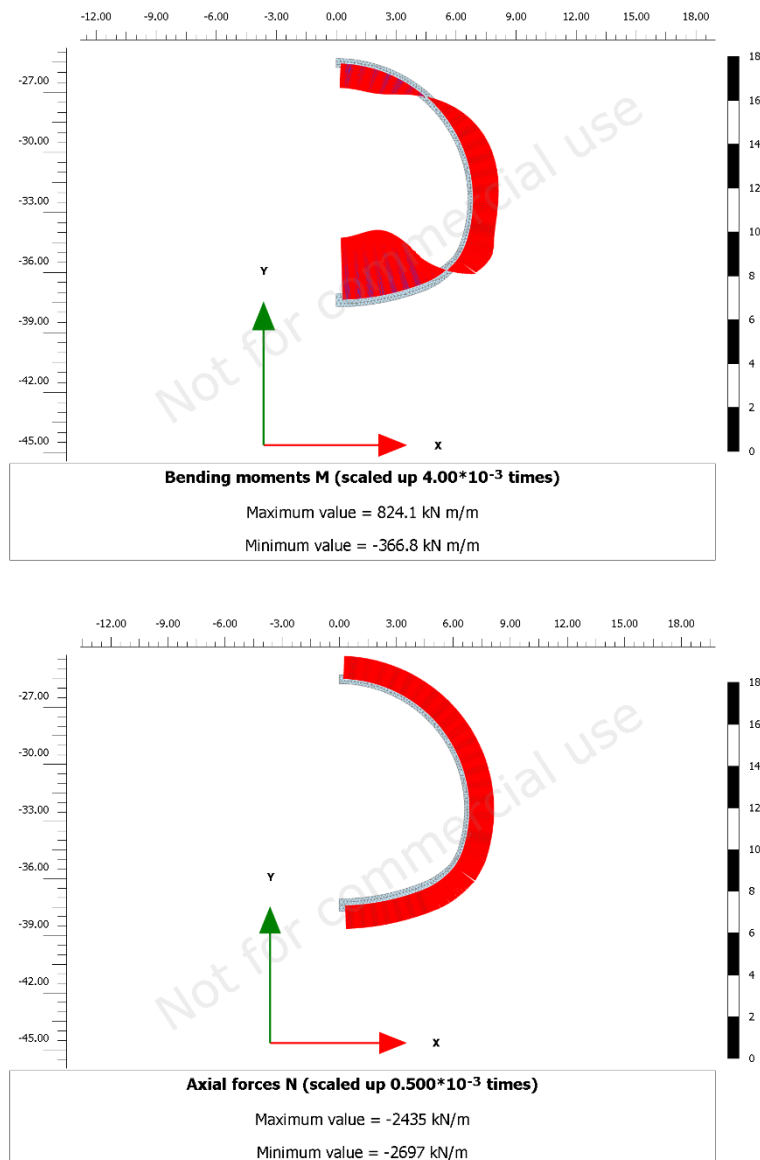 -12.00 -9.00 -6.00 -3.00 0.00 3.00 6.00 9.00 12.00 15.00 18.00
-27.00
-30.00
-33.00
-36.00
-39.00
-42.00
-45.00
18
16
14
12
10
8
6
4
2
0
Y
X
Not for commercial use
Bending moments M (scaled up 4.00*10-3 times)
Maximum value = 824.1 kN m/m
Minimum value = -366.8 kN m/m
-12.00 -9.00 -6.00 -3.00 0.00 3.00 6.00 9.00 12.00 15.00 18.00
-27.00
-30.00
-33.00
-36.00
-39.00
-42.00
-45.00
18
16
14
12
10
8
6
4
2
0
Y
X
Not for commercial use
Axial forces N (scaled up 0.500*10-3 times)
Maximum value = -2435 kN/m
Minimum value = -2697 kN/m